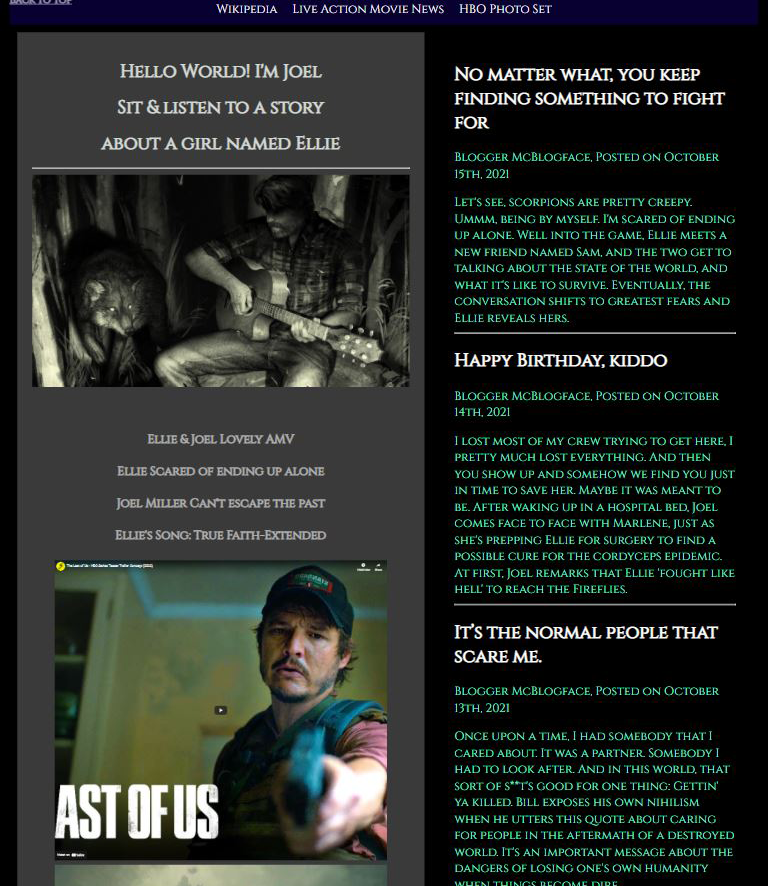 Back to Top
Wikipedia Live Action Movie News HBO Photo Set
Hello World! I'm Joel
Sit & listen to a story
about a girl named Ellie
Ellie & Joel Lovely AMV
Ellie Scared of ending up alone
Joel Miller Can't escape the past
Ellie's Song: True Faith-Extended
The Last of Us - HBO Series Teaser Trailer Concept (2022)
Share
AST OF US
Watch on YouTube
No matter what, you keep
finding something to fight
for
Blogger McBlogface, Posted on October
15th, 2021
Let's see, scorpions are pretty creepy.
Ummm, being by myself. I'm scared of ending
up alone. Well into the game, Ellie meets a
new friend named Sam, and the two get to
talking about the state of the world, and
what it's like to survive. Eventually, the
conversation shifts to greatest fears and
Ellie reveals hers.
Happy Birthday, kiddo
Blogger McBlogface, Posted on October
14th, 2021
I lost most of my crew trying to get here, I
pretty much lost everything. And then
you show up and somehow we find you just
in time to save her. Maybe it was meant to
be. After waking up in a hospital bed, Joel
comes face to face with Marlene, just as
she's prepping Ellie for surgery to find a
possible cure for the Cordyceps epidemic.
At first, Joel remarks that Ellie 'fought like
hell' to reach the Fireflies.
It's the normal people that
scare me.
Blogger McBlogface, Posted on October
13th, 2021
Once upon a time, I had somebody that I
cared about. It was a partner. Somebody I
had to look after. And in this world, that
sort of s**t's good for one thing: Gettin'
ya killed. Bill exposes his own nihilism
when he utters this quote about caring
for people in the aftermath of a destroyed
world. It's an important message about the
dangers of losing one's own humanity
when things become dire.